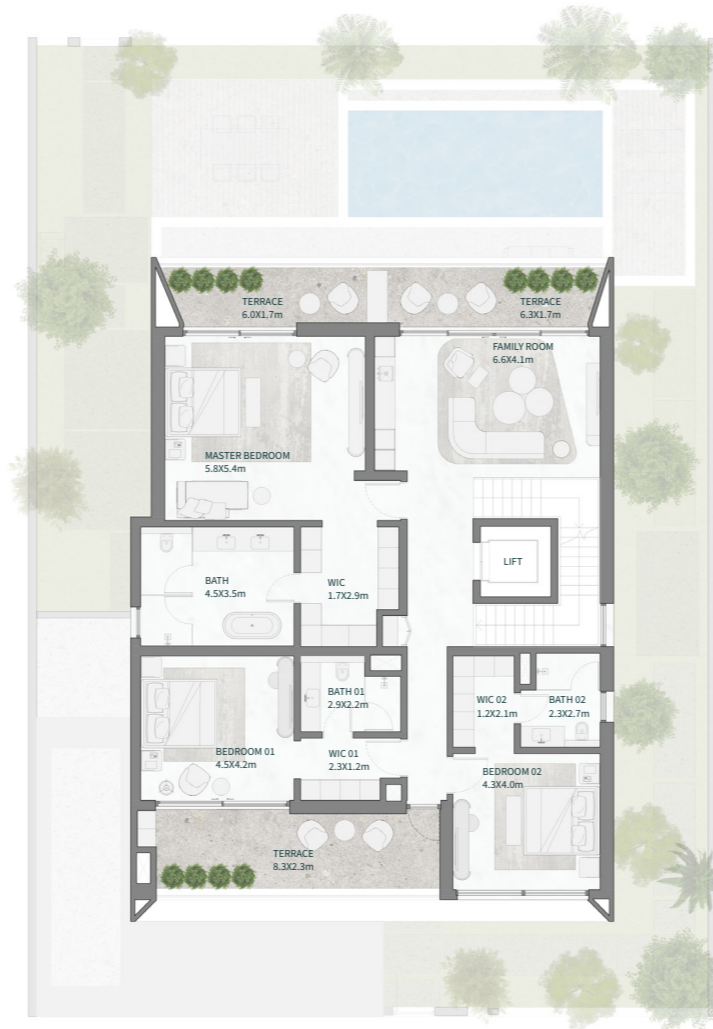 TERRACE
6.0X1.7m
TERRACE
6.3X1.7m
FAMILY ROOM
6.6X4.1m
MASTER BEDROOM
5.8X5.4m
LIFT
BATH
4.5X3.5m
WIC
1.7X2.9m
BATH 01
2.9X2.2m
WIC 02
1.2X2.1m
BATH 02
2.3X2.7m
BEDROOM 01
4.5X4.2m
WIC 01
2.3X1.2m
BEDROOM 02
4.3X4.0m
TERRACE
8.3X2.3m